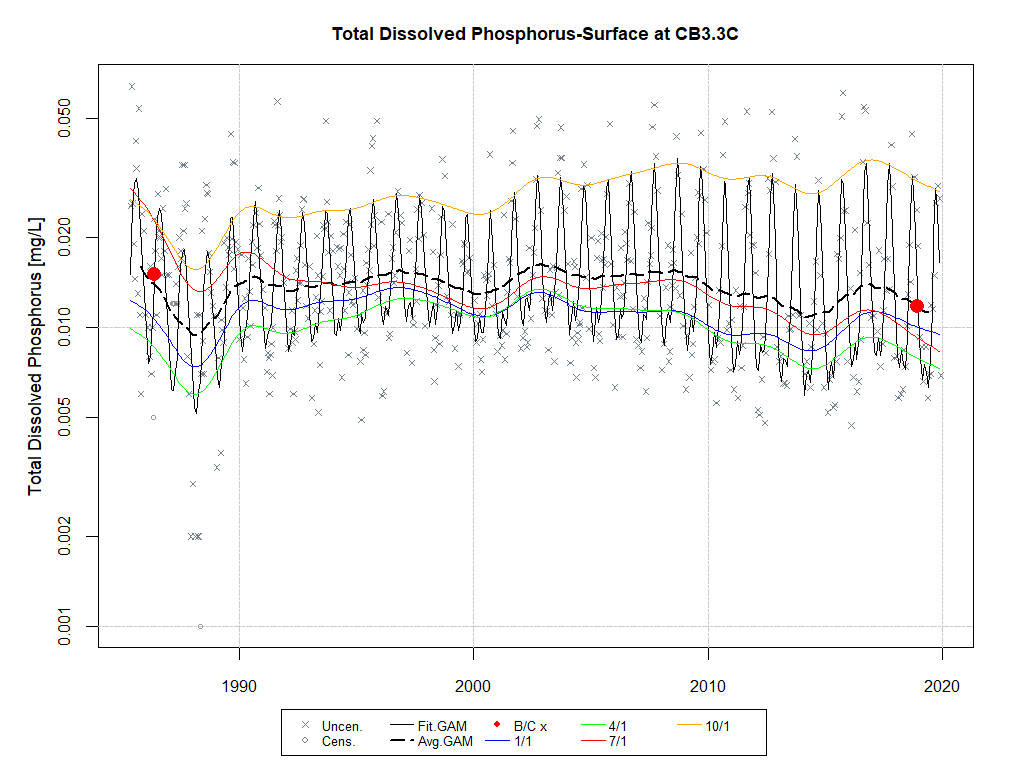 Total Dissolved Phosphorus-Surface at CB3.3C
Total Dissolved Phosphorus [mg/L]
0.050
0.020
0.010
0.005
0.002
0.001
1990 2000 2010 2020
Uncen. Fit.GAM B/C x 4/1 10/1
Cens. Avg.GAM 1/1 7/1